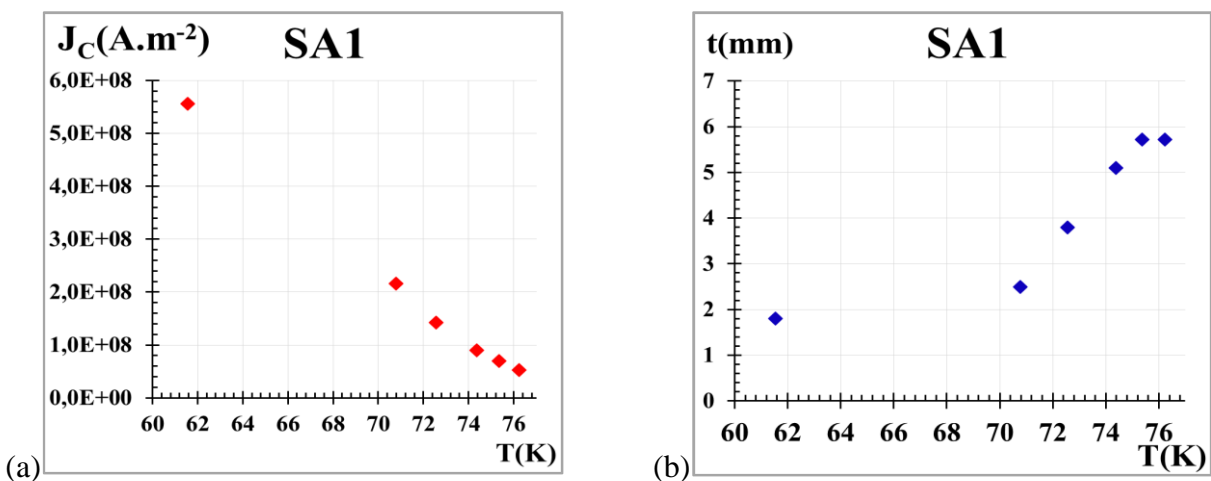 J_C(A.m⁻²) SA1
6,0E+08
5,0E+08
4,0E+08
3,0E+08
2,0E+08
1,0E+08
0,0E+00
60 62 64 66 68 70 72 74 76
T(K)
(a)
t(mm) SA1
7
6
5
4
3
2
1
0
60 62 64 66 68 70 72 74 76
T(K)
(b)